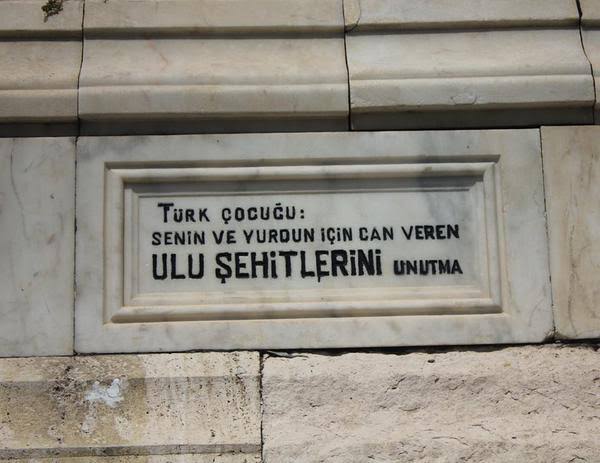 TÜRK ÇOCUĞU:
SENİN VE YURDUN İÇİN CAN VEREN
ULU ŞEHİTLERİNİ UNUTMA